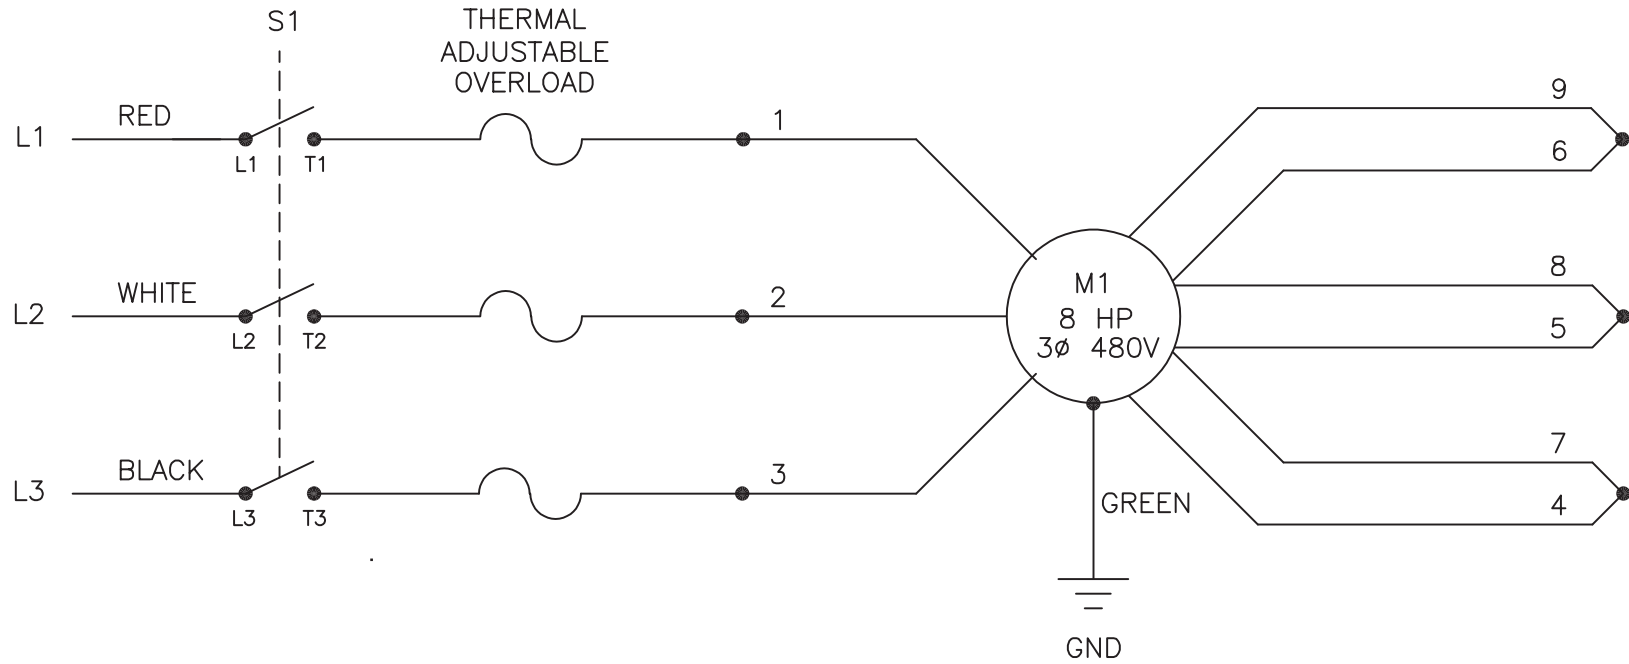 S1
THERMAL
ADJUSTABLE
OVERLOAD
L1
RED
L1
T1
1
9
6
L2
WHITE
L2
T2
2
M1
8 HP
3ø 480V
8
5
L3
BLACK
L3
T3
3
GREEN
7
4
GND